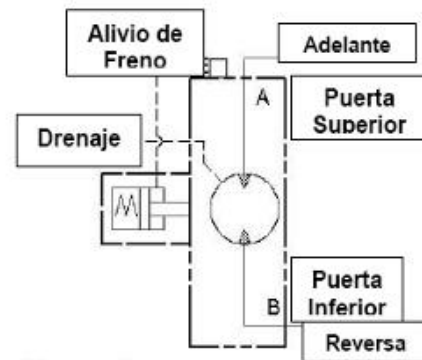 Alivio de
Freno
Adelante
A
Puerta
Superior
Drenaje
Puerta
Inferior
B
Reversa